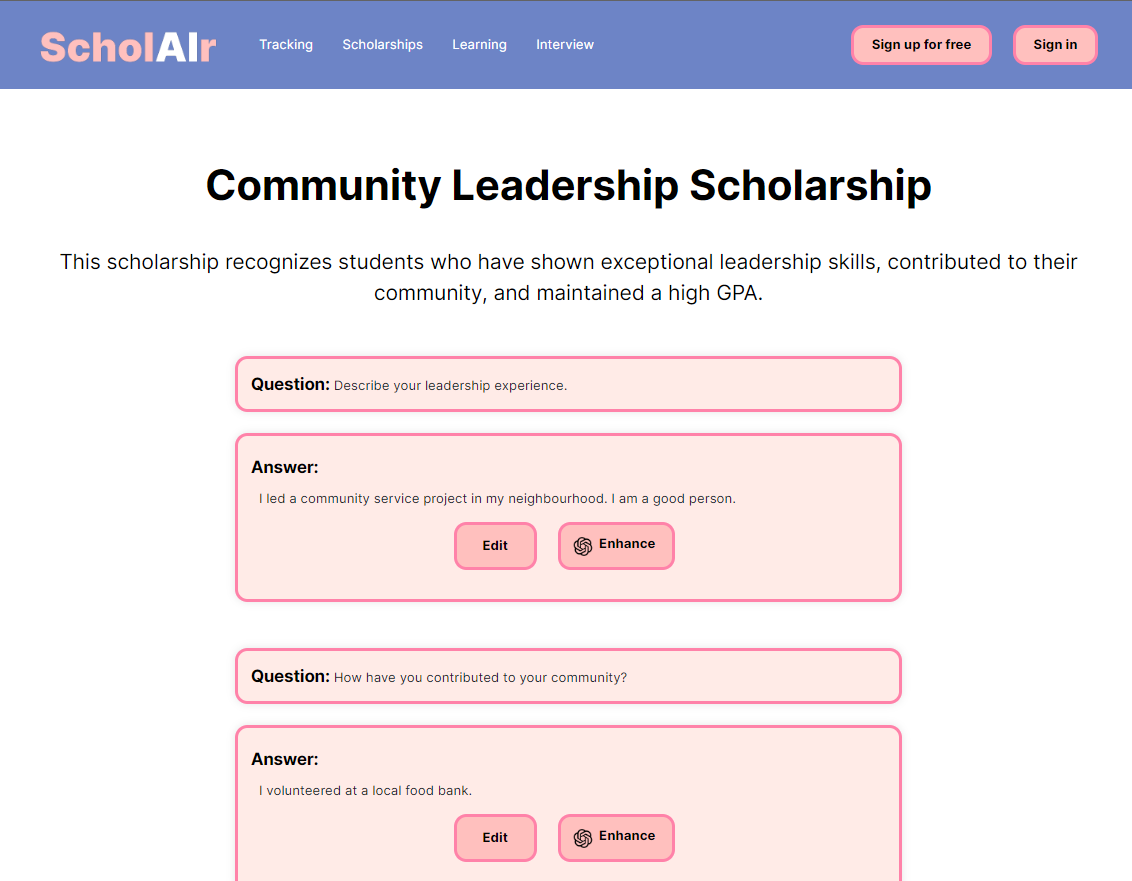 ScholAIr
Tracking Scholarships Learning Interview
Sign up for free Sign in
Community Leadership Scholarship
This scholarship recognizes students who have shown exceptional leadership skills, contributed to their
community, and maintained a high GPA.
Question: Describe your leadership experience.
Answer:
I led a community service project in my neighbourhood. I am a good person.
Edit Enhance
Question: How have you contributed to your community?
Answer:
I volunteered at a local food bank.
Edit Enhance